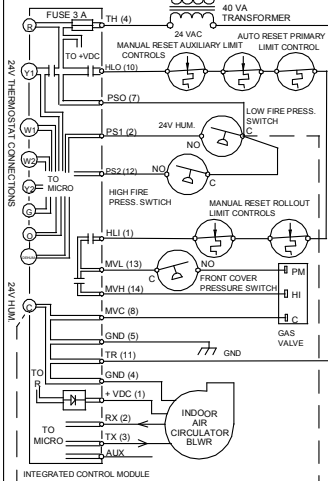 FUSE 3 A
TH (4)
40 VA
TRANSFORMER
R
24 VAC
TO +VDC
MANUAL RESET AUXILIARY LIMIT
CONTROLS
AUTO RESET PRIMARY
LIMIT CONTROL
Y1
HLO (10)
PSO (7)
LOW FIRE PRESS.
SWITCH
24V HUM.
C
W1
PS1 (2)
NO
24V THERMOSTAT CONNECTIONS
W2
TO
MICRO
PS2 (12)
NO
C
Y2
HIGH FIRE
PRESS. SWTICH
G
MANUAL RESET ROLLOUT
LIMIT CONTROLS
O
HLI (1)
MVL (13)
NO
C
FRONT COVER
PRESSURE SWITCH
PM
24V HUM.
MVH (14)
HI
C
MVC (8)
C
GAS
VALVE
GND (5)
GND
TR (11)
TO
R
GND (4)
+ VDC (1)
RX (2)
INDOOR
AIR
CIRCULATOR
BLWR
TO
MICRO
TX (3)
AUX
INTEGRATED CONTROL MODULE